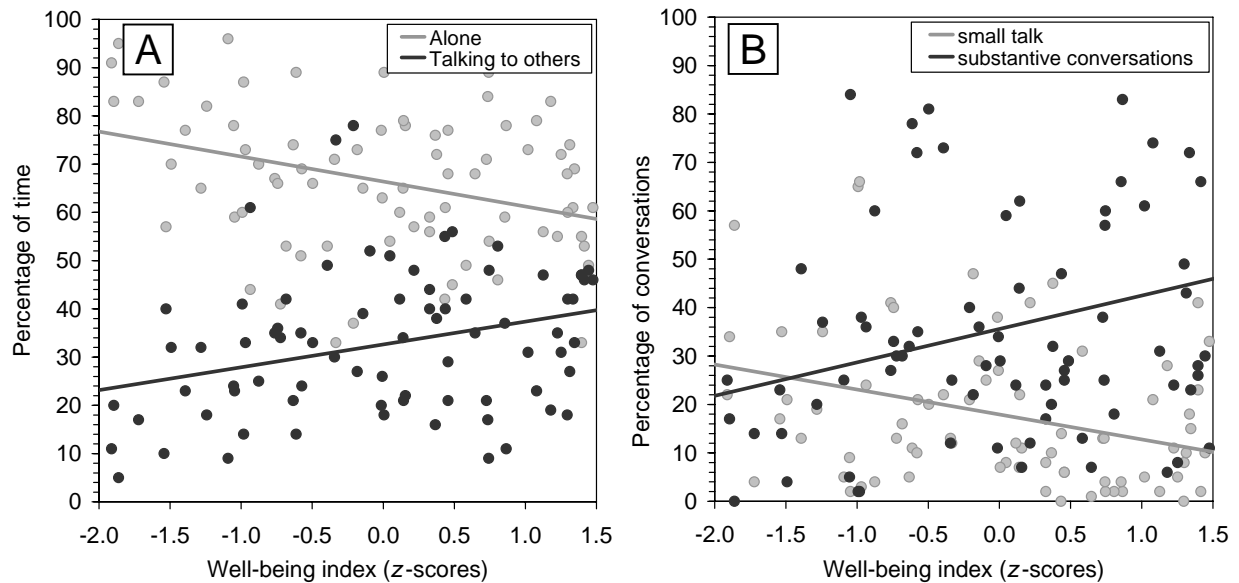 A
Alone
Talking to others
Percentage of time
100
90
80
70
60
50
40
30
20
10
0
-2.0 -1.5 -1.0 -0.5 0.0 0.5 1.0 1.5
Well-being index (z-scores)
B
small talk
substantive conversations
Percentage of conversations
100
90
80
70
60
50
40
30
20
10
0
-2.0 -1.5 -1.0 -0.5 0.0 0.5 1.0 1.5
Well-being index (z-scores)